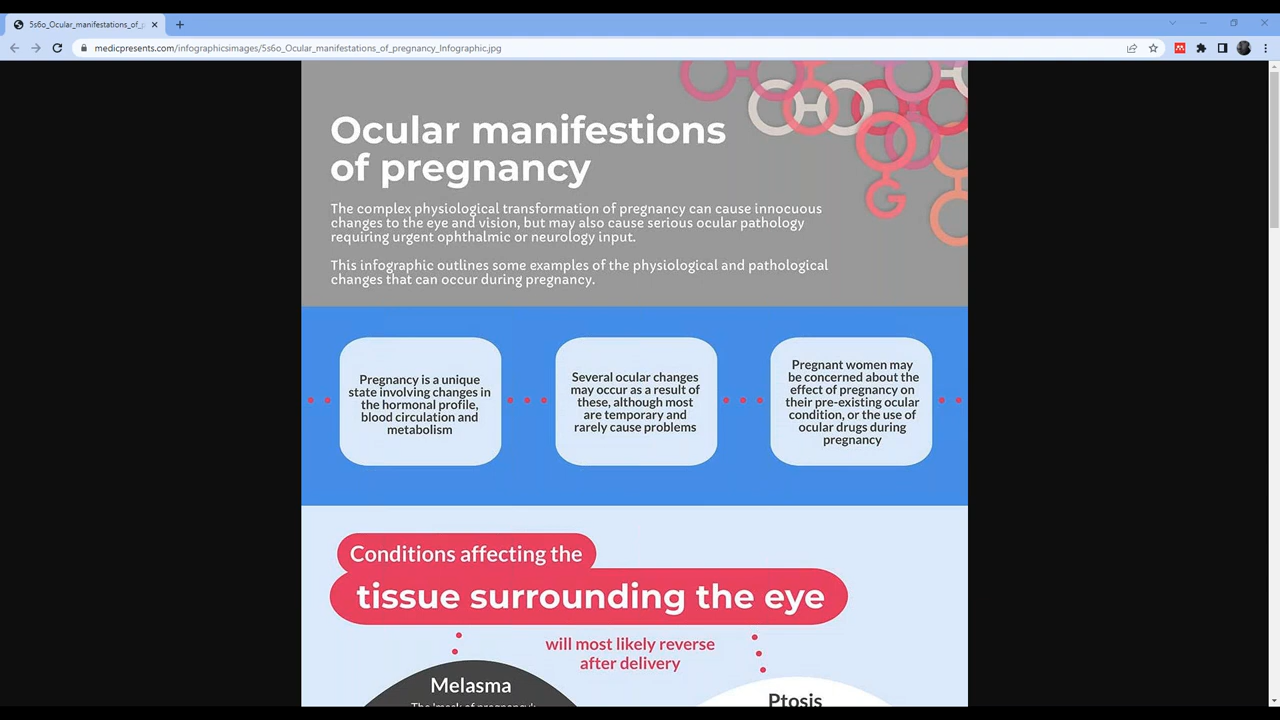 5s6o_Ocular_manifestations_of_p
medicpresents.com/infographicsimages/5s6o_Ocular_manifestations_of_pregnancy_Infographic.jpg
Ocular manifestions
of pregnancy
The complex physiological transformation of pregnancy can cause innocuous
changes to the eye and vision, but may also cause serious ocular pathology
requiring urgent ophthalmic or neurology input.
This infographic outlines some examples of the physiological and pathological
changes that can occur during pregnancy.
Pregnancy is a unique
state involving changes in
the hormonal profile,
blood circulation and
metabolism
Several ocular changes
may occur as a result of
these, although most
are temporary and
rarely cause problems
Pregnant women may
be concerned about the
effect of pregnancy on
their pre-existing ocular
condition, or the use of
ocular drugs during
pregnancy
Conditions affecting the
tissue surrounding the eye
will most likely reverse
after delivery
Melasma
The 'mask of pregnancy':
Ptosis